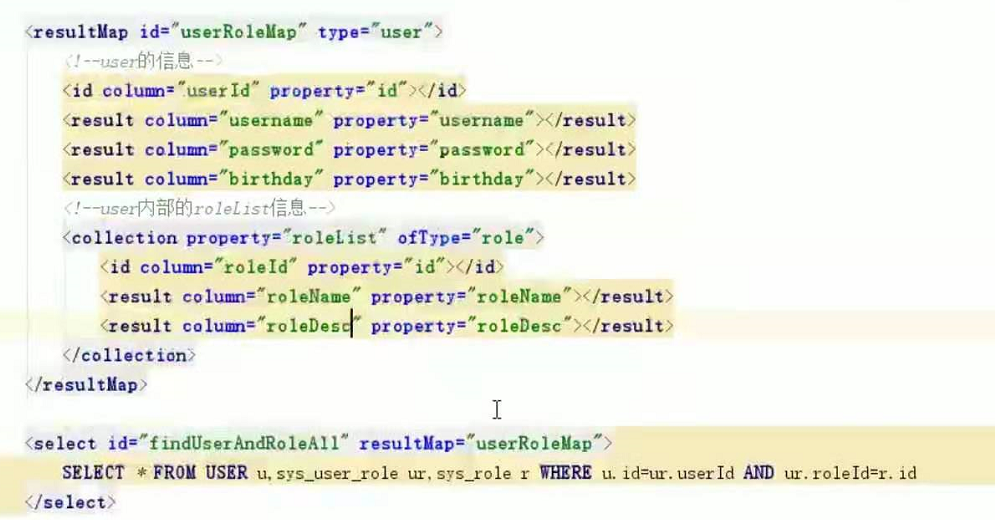 <resultMap id="userRoleMap" type="user">
<!--user的信息-->
<id column="userId" property="id"></id>
<result column="username" property="username"></result>
<result column="password" property="password"></result>
<result column="birthday" property="birthday"></result>
<!--user内部的roleList信息-->
<collection property="roleList" ofType="role">
<id column="roleId" property="id"></id>
<result column="roleName" property="roleName"></result>
<result column="roleDesc" property="roleDesc"></result>
</collection>
</resultMap>
<select id="findUserAndRoleAll" resultMap="userRoleMap">
SELECT * FROM USER u,sys_user_role ur,sys_role r WHERE u.id=ur.userId AND ur.roleId=r.id
</select>